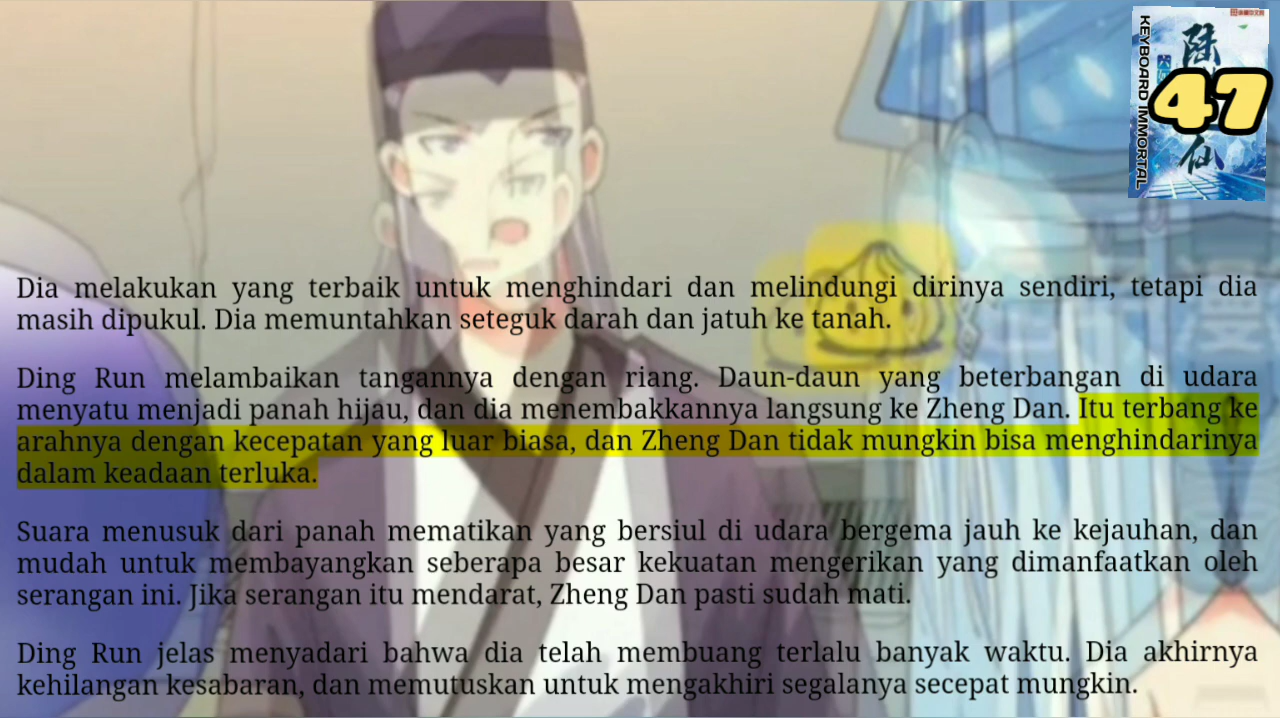 KEYBOARD IMMORTAL
47
Dia melakukan yang terbaik untuk menghindari dan melindungi dirinya sendiri, tetapi dia
masih dipukul. Dia memuntahkan seteguk darah dan jatuh ke tanah.
Ding Run melambaikan tangannya dengan riang. Daun-daun yang beterbangan di udara
menyatu menjadi panah hijau, dan dia menembakkannya langsung ke Zheng Dan. Itu terbang ke
arahnya dengan kecepatan yang luar biasa, dan Zheng Dan tidak mungkin bisa menghindarinya
dalam keadaan terluka.
Suara menusuk dari panah mematikan yang bersiul di udara bergema jauh ke kejauhan, dan
mudah untuk membayangkan seberapa besar kekuatan mengerikan yang dimanfaatkan oleh
serangan ini. Jika serangan itu mendarat, Zheng Dan pasti sudah mati.
Ding Run jelas menyadari bahwa dia telah membuang terlalu banyak waktu. Dia akhirnya
kehilangan kesabaran, dan memutuskan untuk mengakhiri segalanya secepat mungkin.